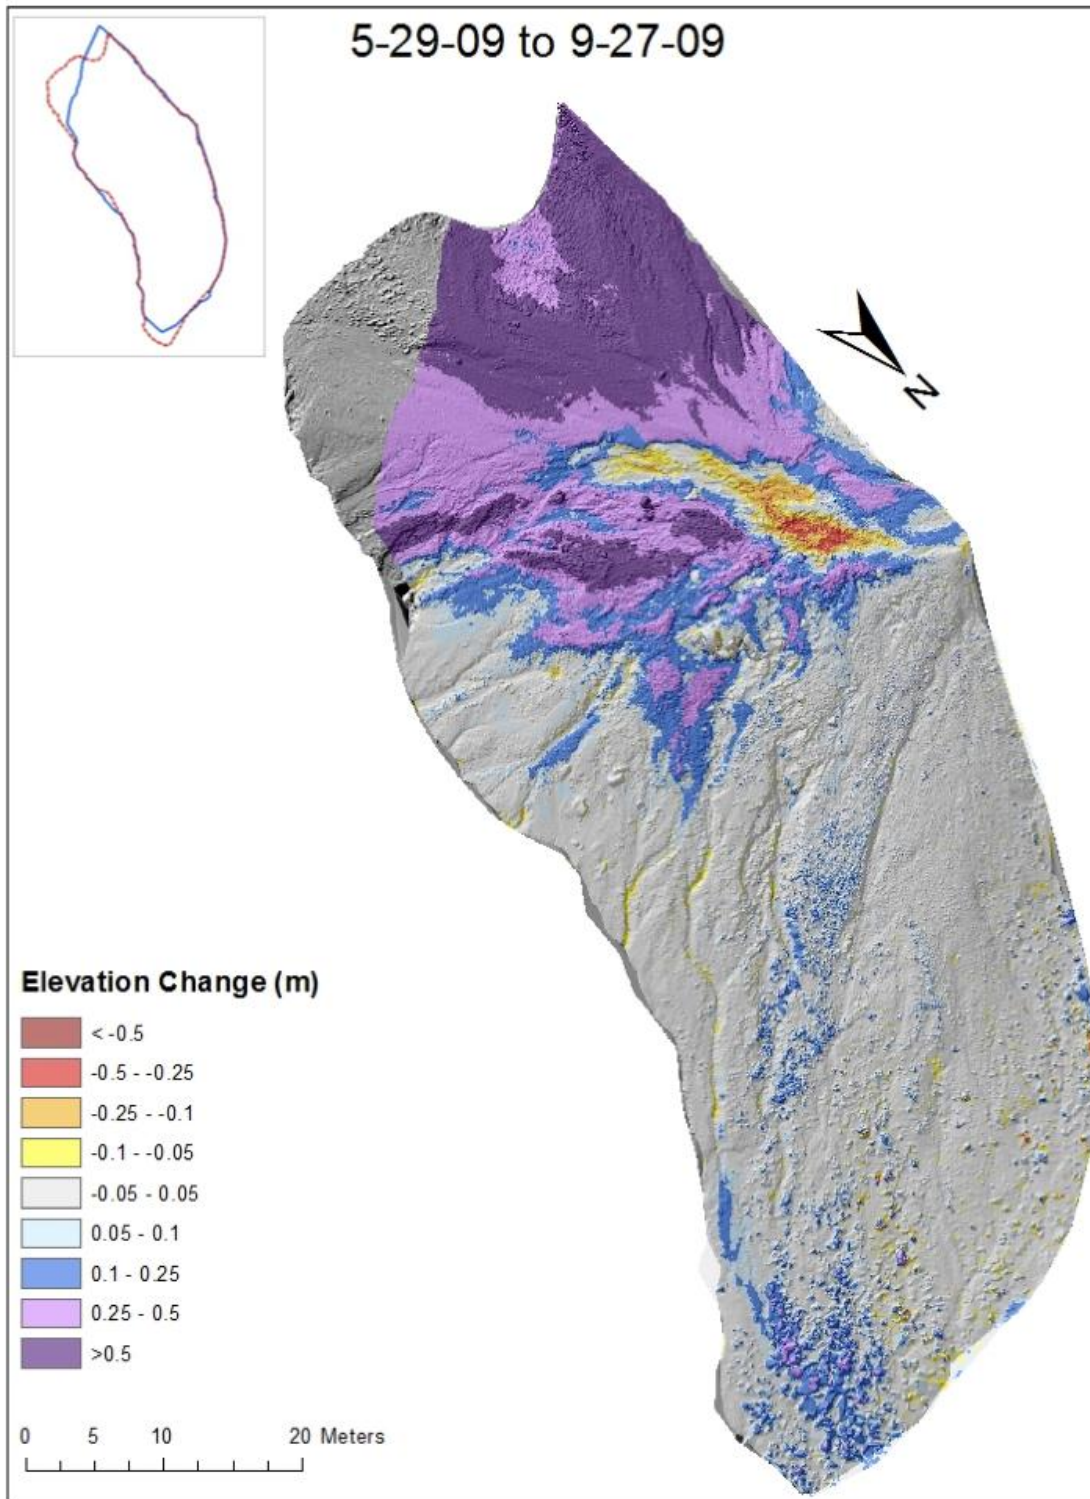 5-29-09 to 9-27-09
N
Elevation Change (m)
< -0.5
-0.5 - -0.25
-0.25 - -0.1
-0.1 - -0.05
-0.05 - 0.05
0.05 - 0.1
0.1 - 0.25
0.25 - 0.5
>0.5
0 5 10 20 Meters